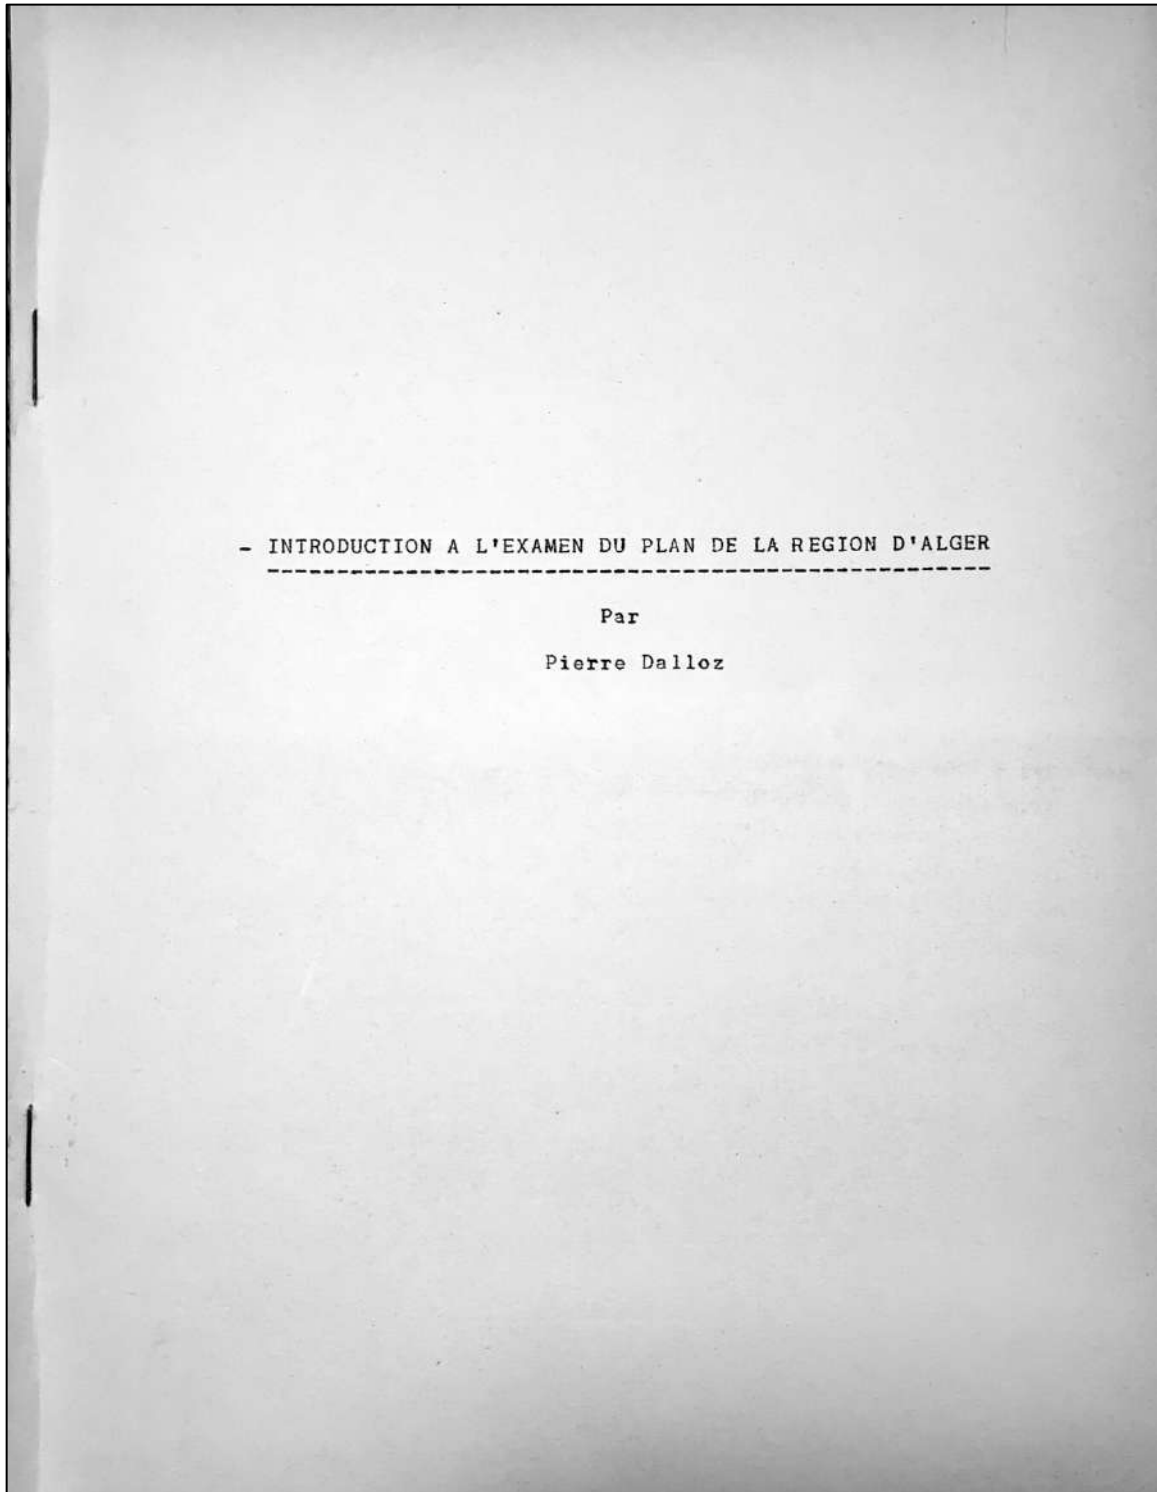 - INTRODUCTION A L'EXAMEN DU PLAN DE LA REGION D'ALGER
Par
Pierre Dalloz